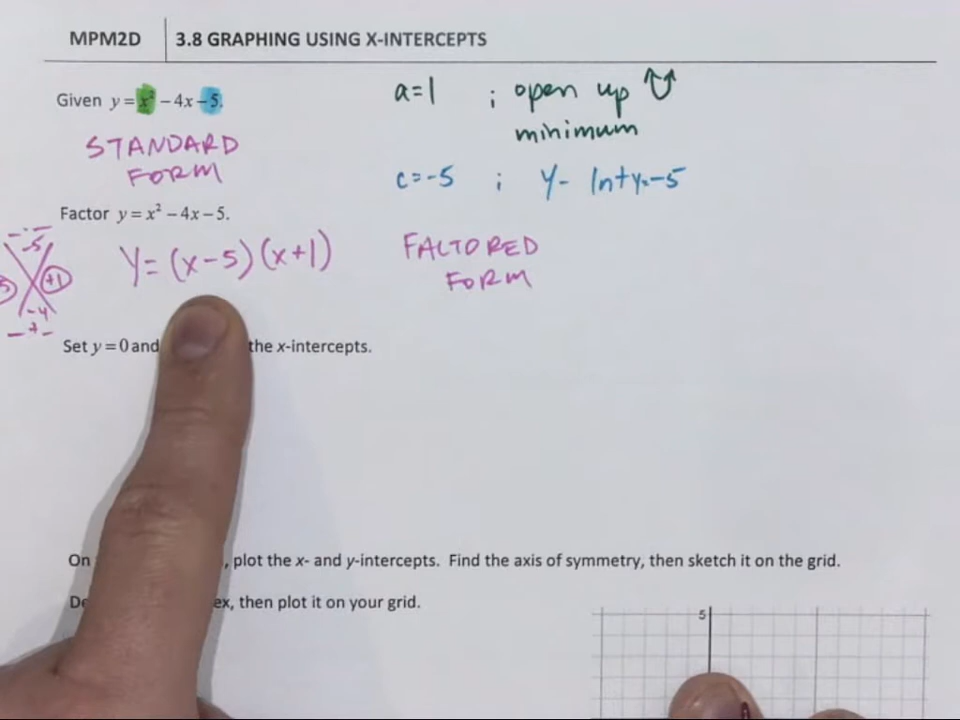 MPM2D 3.8 GRAPHING USING X-INTERCEPTS
Given y = x² – 4x – 5.
a=1 ; open up
minimum
STANDARD
FORM
c=-5 ; y-int y=-5
Factor y = x² – 4x – 5.
-5
+1
-4
+
y=(x-5)(x+1)
FACTORED
FORM
Set y = 0 and the x-intercepts.
On , plot the x- and y-intercepts. Find the axis of symmetry, then sketch it on the grid.
, then plot it on your grid.
5